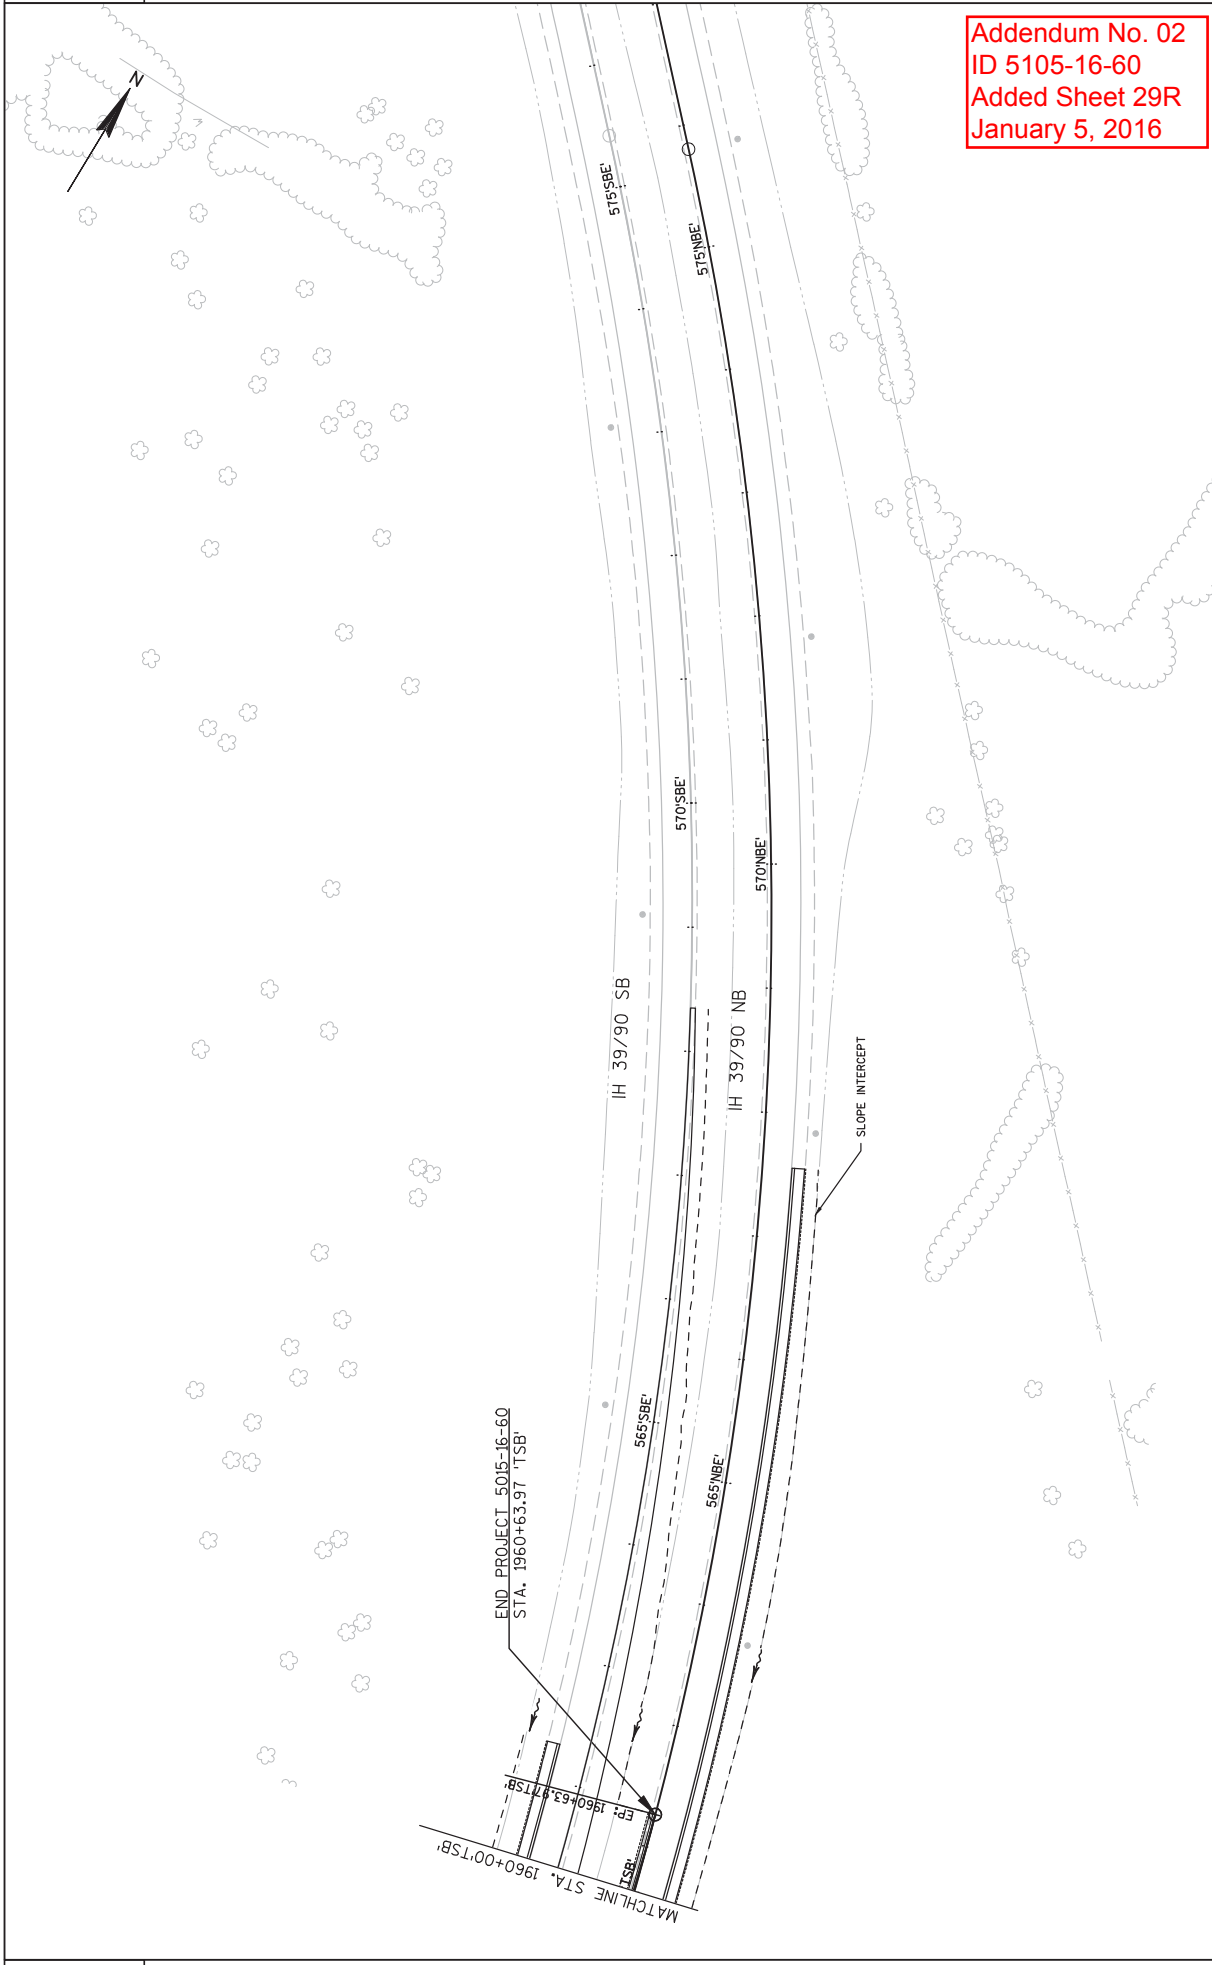 Addendum No. 02
ID 5105-16-60
Added Sheet 29R
January 5, 2016
N
575'SBE'
575'NBE'
570'SBE'
570'NBE'
IH 39/90 SB
IH 39/90 NB
SLOPE INTERCEPT
565'SBE'
565'NBE'
END PROJECT 5015-16-60
STA. 1960+63.97 'TSB'
EP: 1960+63.97'TSB'
'TSB'
MATCHLINE STA. 1960+00'TSB'